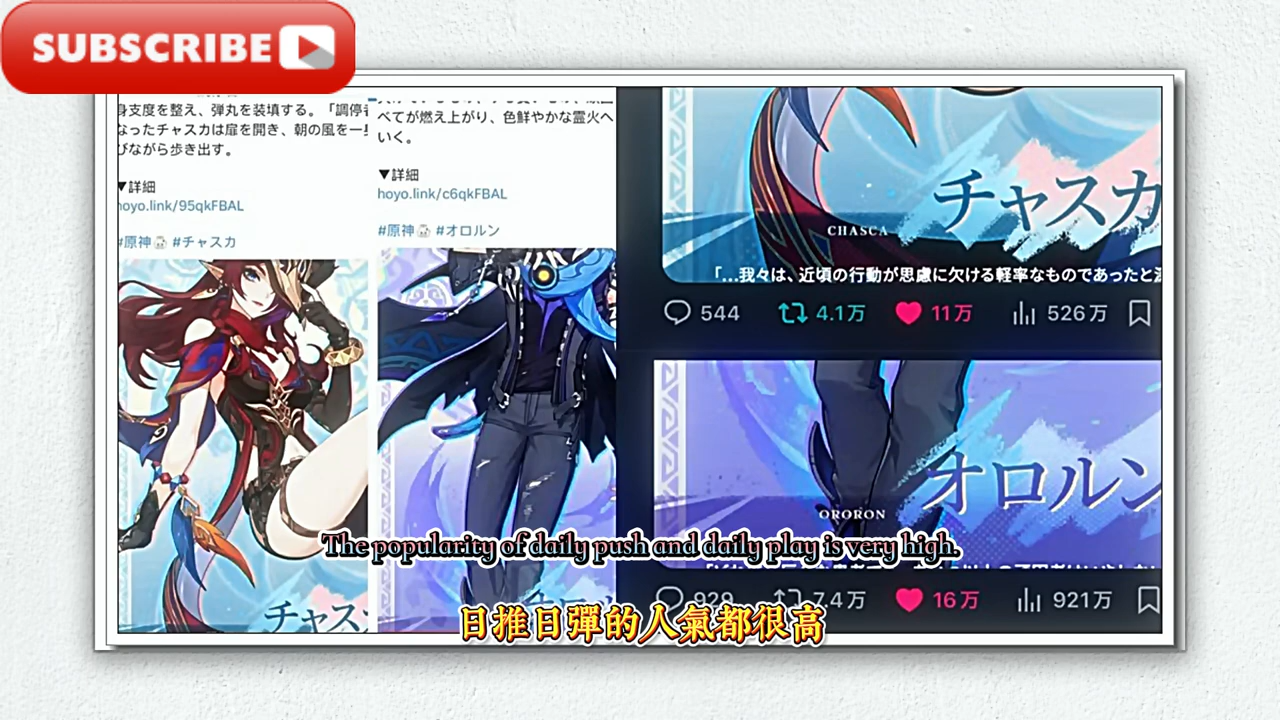 SUBSCRIBE
身支度を整え、弾丸を装填する。「調停者
なったチャスカは扉を開き、朝の風を一身
びながら歩き出す。
▼詳細
hoyo.link/95qkFBAL
#原神 #チャスカ
べてが燃え上がり、色鮮やかな霊火へ
いく。
▼詳細
hoyo.link/c6qkFBAL
#原神 #オロルン
チャス
チャスカ
CHASCA
「…我々は、近頃の行動が思慮に欠ける軽率なものであったと深
544 4.1万 11万 526万
オロルン
ORORON
928 7.4万 16万 921万
The popularity of daily push and daily play is very high.
日推日彈的人氣都很高